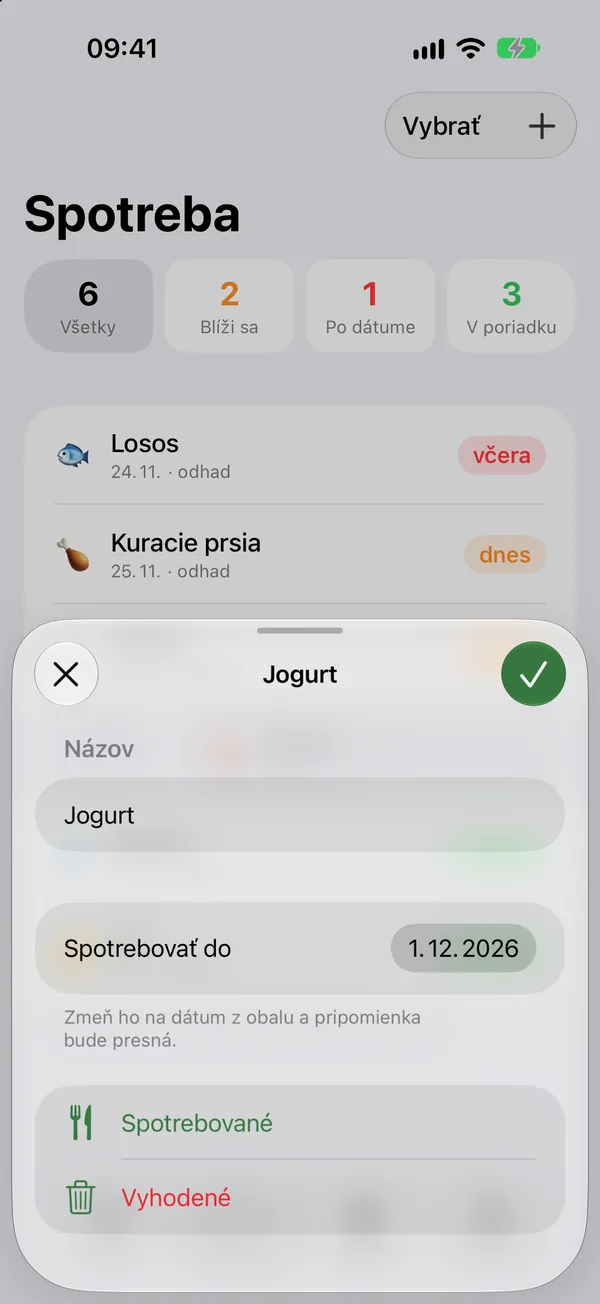 09:41
Vybrať
Spotreba
6
Všetky
2
Blíži sa
1
Po dátume
3
V poriadku
Losos
24. 11. · odhad
včera
Kuracie prsia
25. 11. · odhad
dnes
Jogurt
Názov
Jogurt
Spotrebovať do
1. 12. 2026
Zmeň ho na dátum z obalu a pripomienka
bude presná.
Spotrebované
Vyhodené